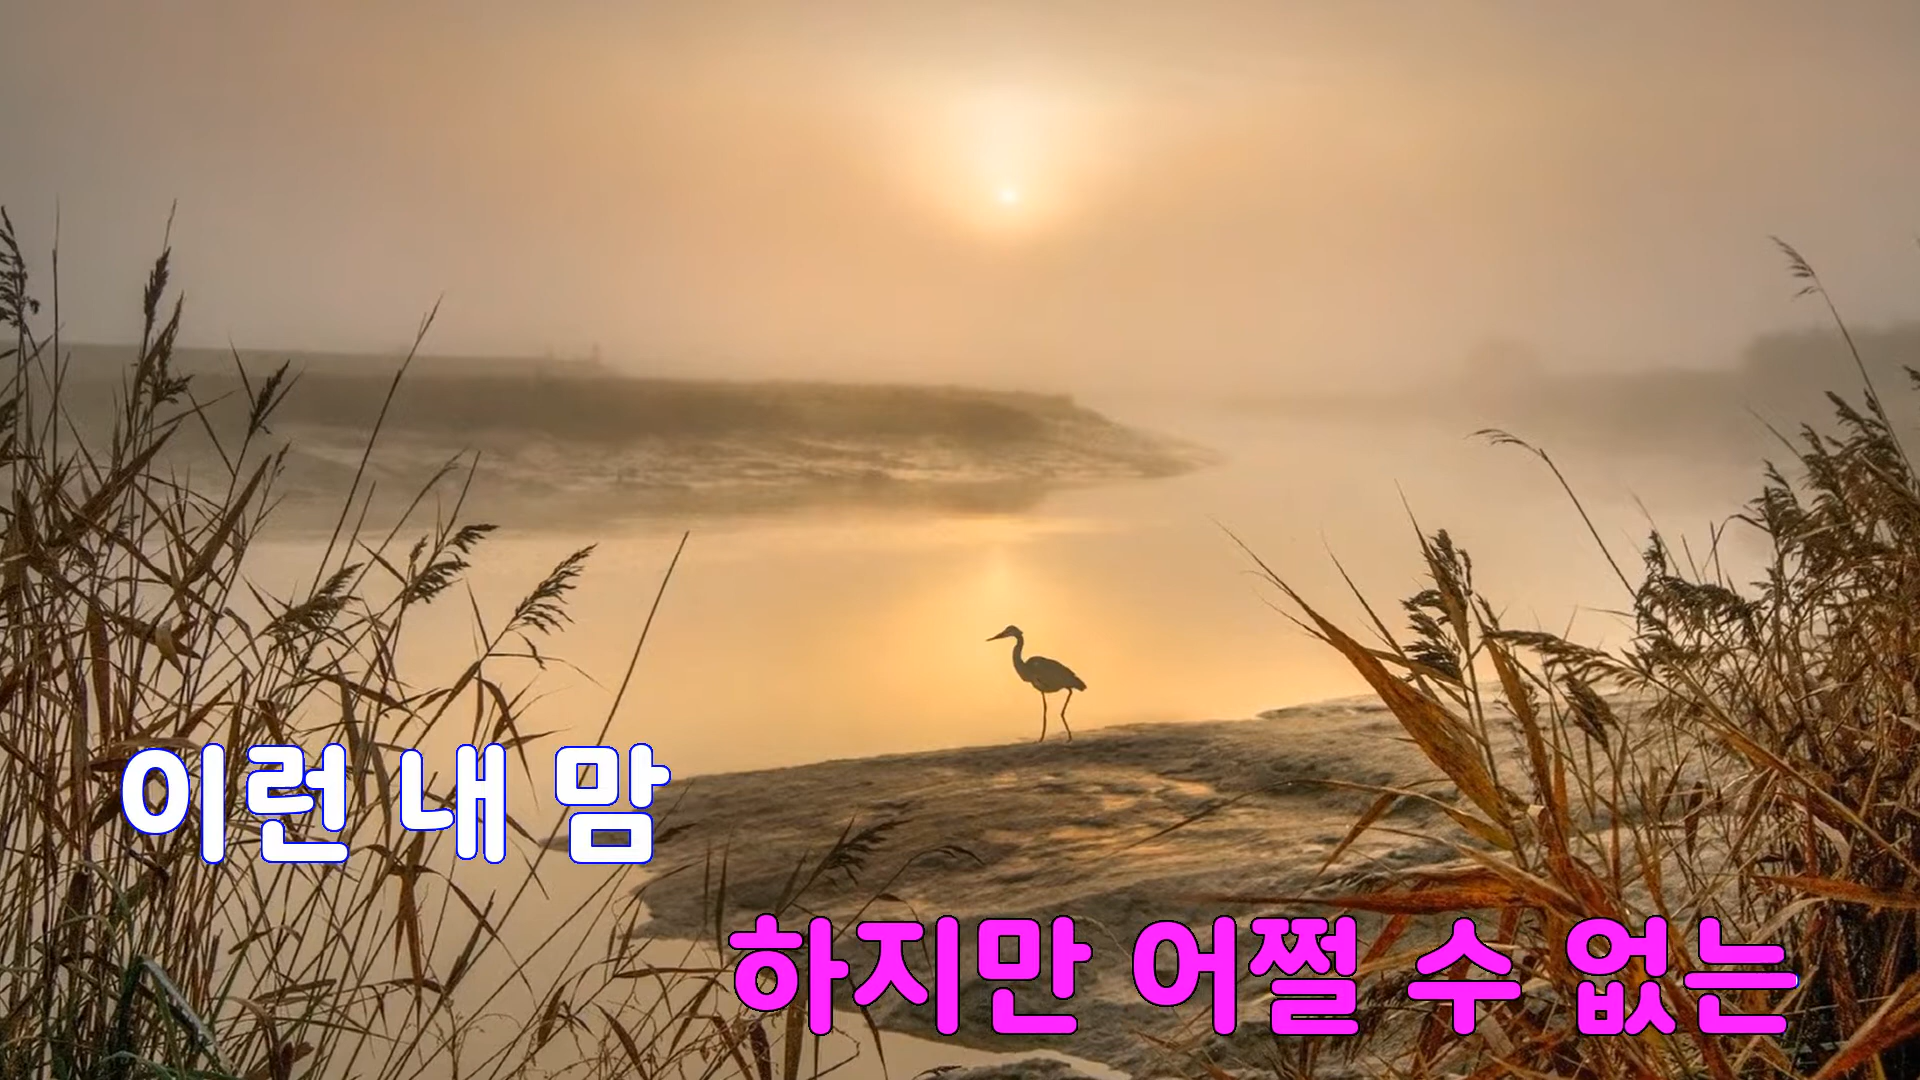 이런 내 맘
하지만 어쩔 수 없는